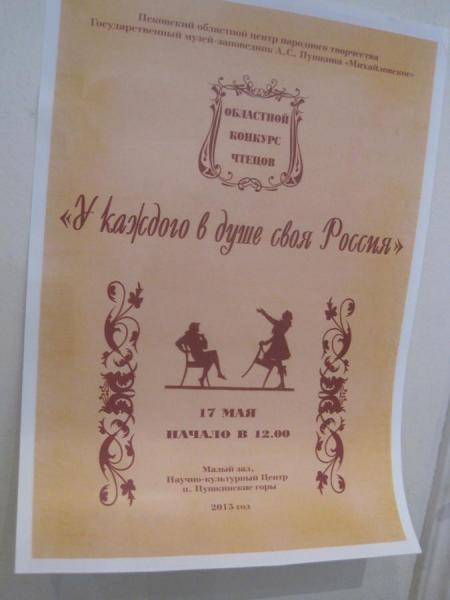 Псковский областной центр народного творчества
Государственный музей-заповедник А.С. Пушкина «Михайловское»
ОБЛАСТНОЙ
КОНКУРС
ЧТЕЦОВ
«У каждого в душе своя Россия»
17 МАЯ
НАЧАЛО В 12.00
Малый зал,
Научно-культурный Центр
п. Пушкинские горы
2015 год